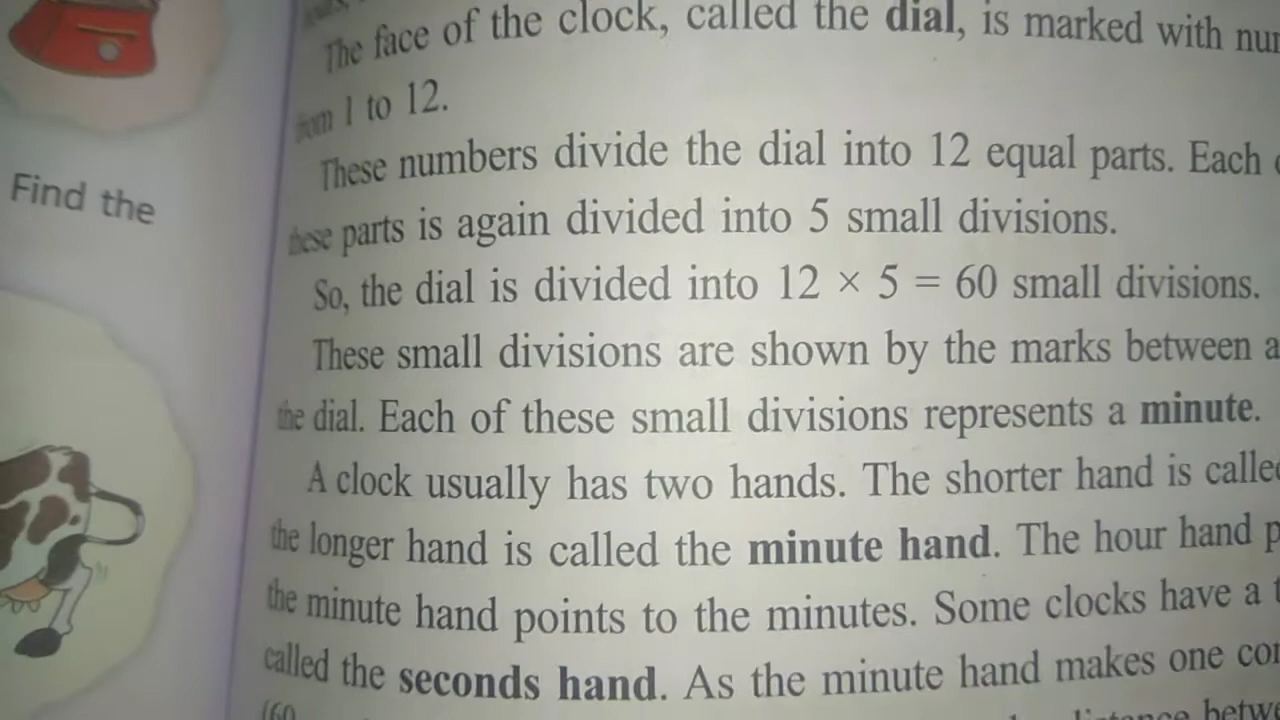 Find the
The face of the clock, called the dial, is marked with
1 to 12.
These numbers divide the dial into 12 equal parts. Each
these parts is again divided into 5 small divisions.
So, the dial is divided into 12 × 5 = 60 small divisions.
These small divisions are shown by the marks between
the dial. Each of these small divisions represents a minute.
A clock usually has two hands. The shorter hand is
the longer hand is called the minute hand. The hour hand
the minute hand points to the minutes. Some clocks have a
called the seconds hand. As the minute hand makes one
(60